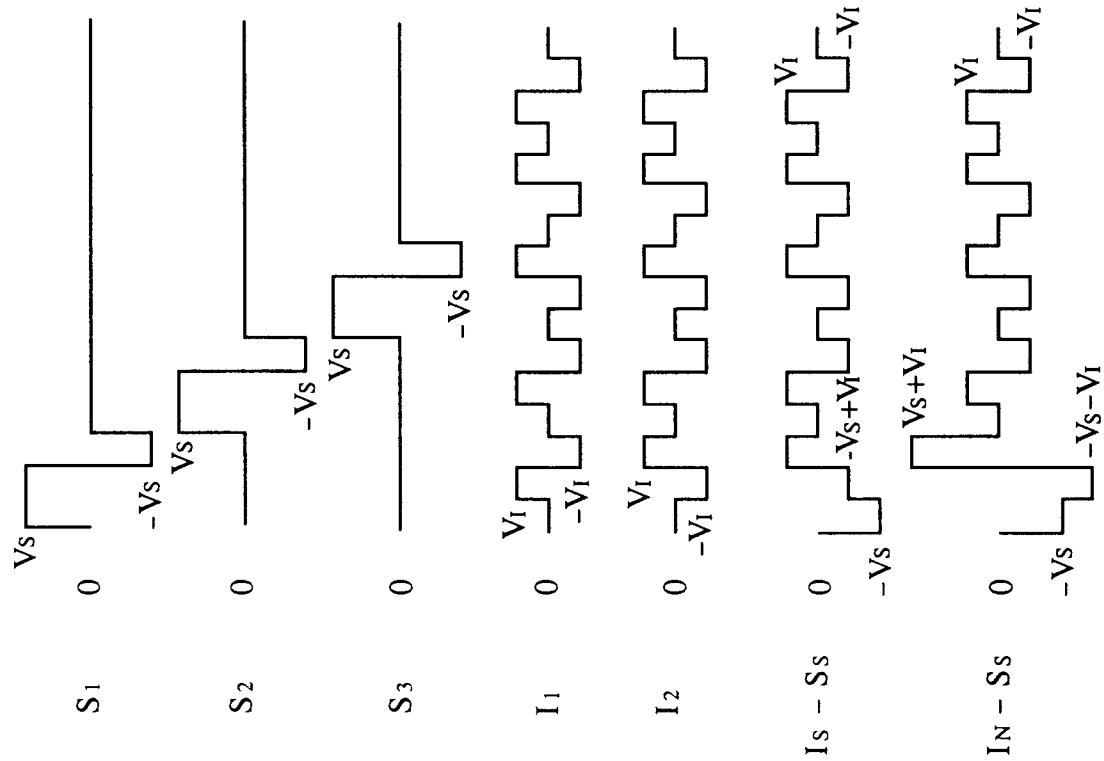 S1 0 VS -VS
S2 0 VS -VS
S3 0 VS -VS
I1 0 VI -VI
I2 0 VI -VI
IS - SS 0 -VS -VS+VI VI -VI
IN - SS 0 -VS VS+VI -VS-VI VI -VI